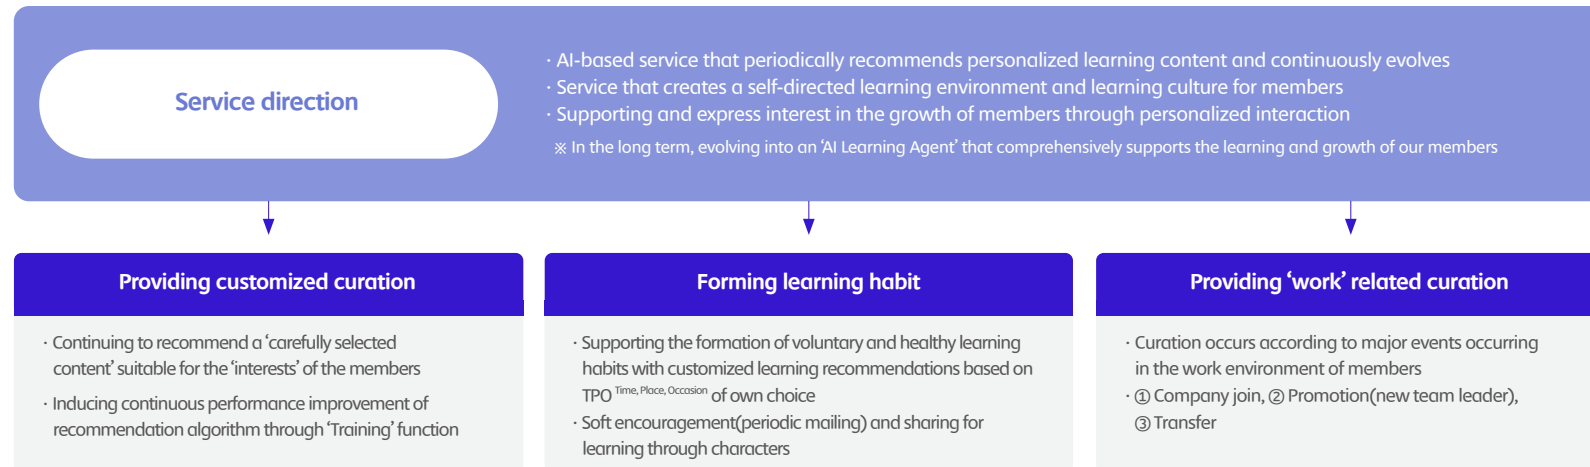 Service direction
· AI-based service that periodically recommends personalized learning content and continuously evolves
· Service that creates a self-directed learning environment and learning culture for members
· Supporting and express interest in the growth of members through personalized interaction
※ In the long term, evolving into an ‘AI Learning Agent’ that comprehensively supports the learning and growth of our members
Providing customized curation
· Continuing to recommend a ‘carefully selected
content’ suitable for the ‘interests’ of the members
· Inducing continuous performance improvement of
recommendation algorithm through ‘Training’ function
Forming learning habit
· Supporting the formation of voluntary and healthy learning
habits with customized learning recommendations based on
TPO Time, Place, Occasion of own choice
· Soft encouragement(periodic mailing) and sharing for
learning through characters
Providing ‘work’ related curation
· Curation occurs according to major events occurring
in the work environment of members
· ① Company join, ② Promotion(new team leader),
③ Transfer